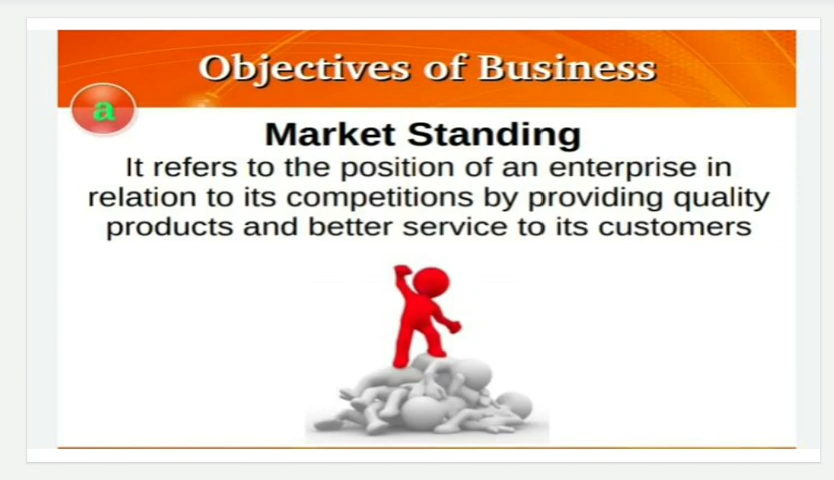 Objectives of Business
a
Market Standing
It refers to the position of an enterprise in
relation to its competitions by providing quality
products and better service to its customers